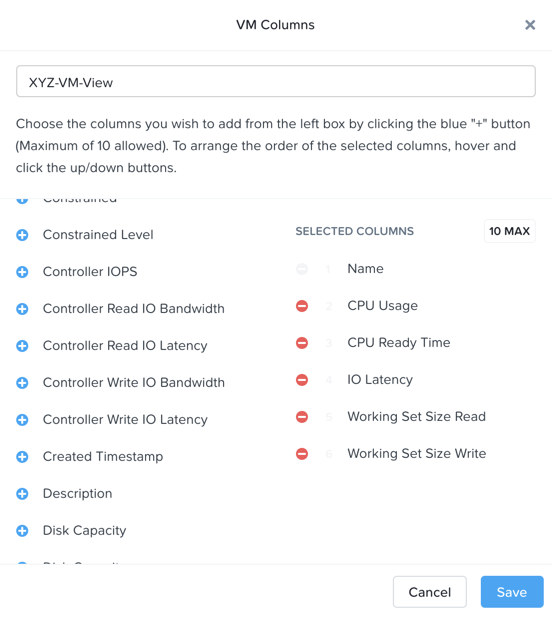 VM Columns
XYZ-VM-View
Choose the columns you wish to add from the left box by clicking the blue "+" button
(Maximum of 10 allowed). To arrange the order of the selected columns, hover and
click the up/down buttons.
Constrained
Constrained Level
Controller IOPS
Controller Read IO Bandwidth
Controller Read IO Latency
Controller Write IO Bandwidth
Controller Write IO Latency
Created Timestamp
Description
Disk Capacity
SELECTED COLUMNS 10 MAX
1 Name
2 CPU Usage
3 CPU Ready Time
4 IO Latency
5 Working Set Size Read
6 Working Set Size Write
Cancel Save